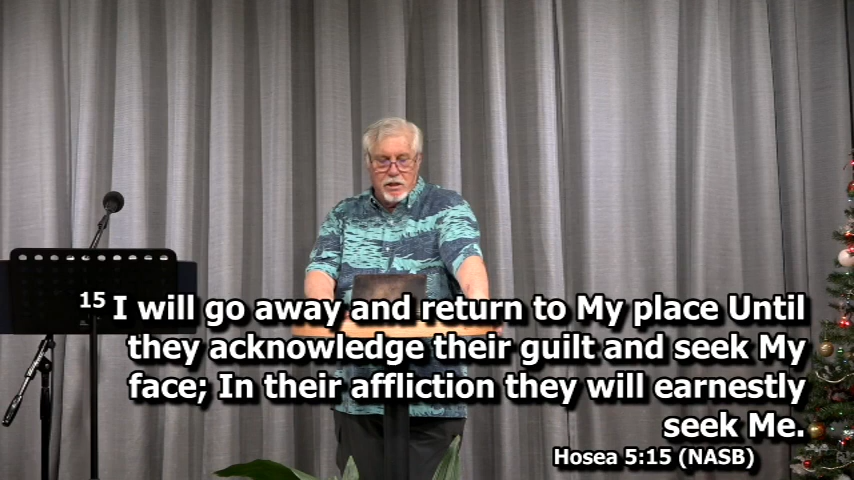 15 I will go away and return to My place Until
they acknowledge their guilt and seek My
face; In their affliction they will earnestly
seek Me.
Hosea 5:15 (NASB)